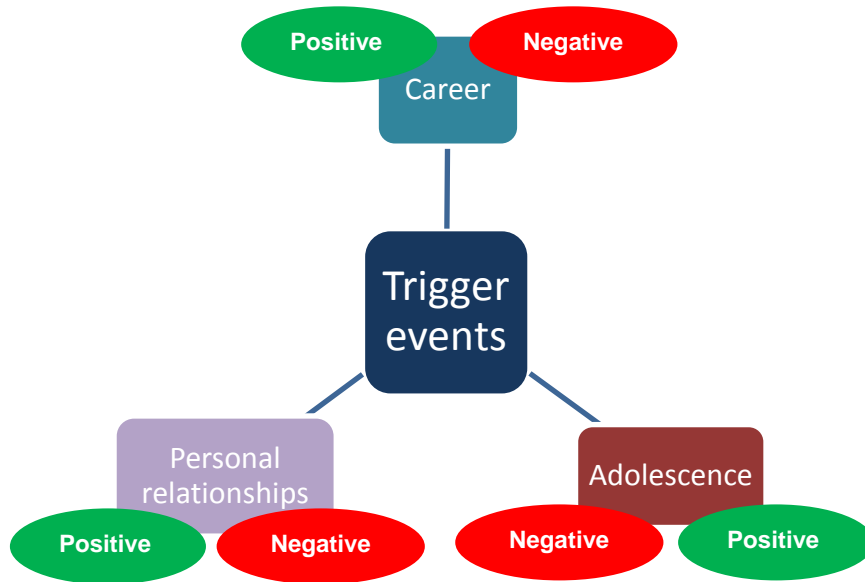 Positive
Negative
Career
Trigger
events
Personal
relationships
Positive
Negative
Adolescence
Negative
Positive